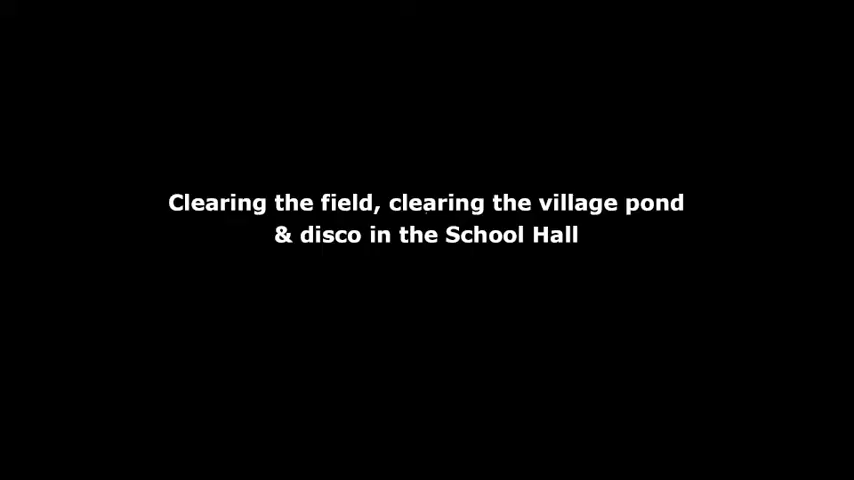 Clearing the field, clearing the village pond
& disco in the School Hall